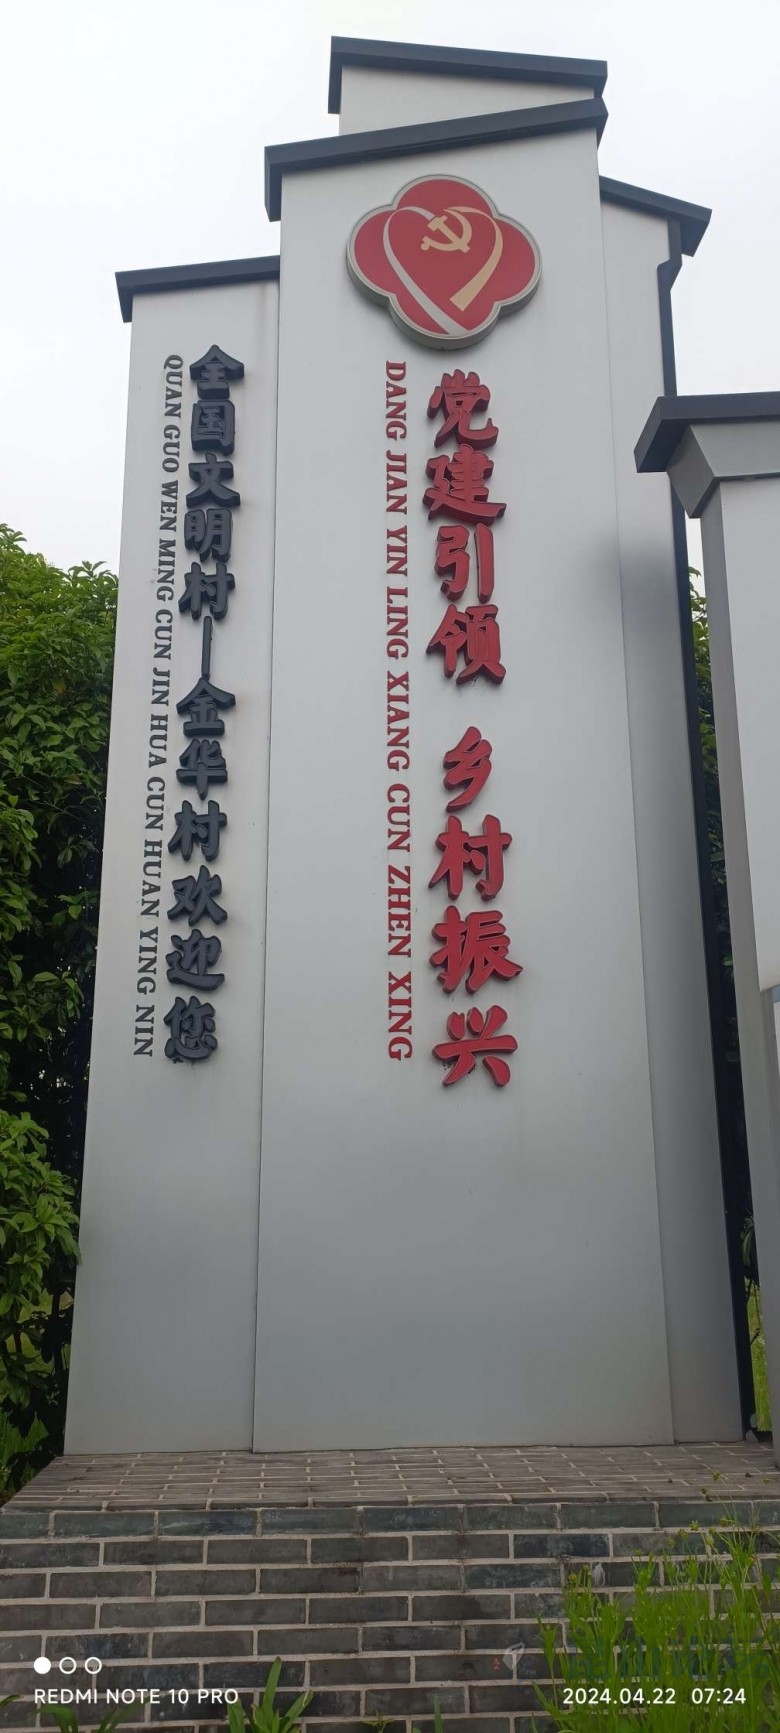 党建引领 乡村振兴
DANG JIAN YIN LING XIANG CUN ZHEN XING
全国文明村—金华村欢迎您
QUAN GUO WEN MING CUN JIN HUA CUN HUAN YING NIN
REDMI NOTE 10 PRO
2024.04.22 07:24